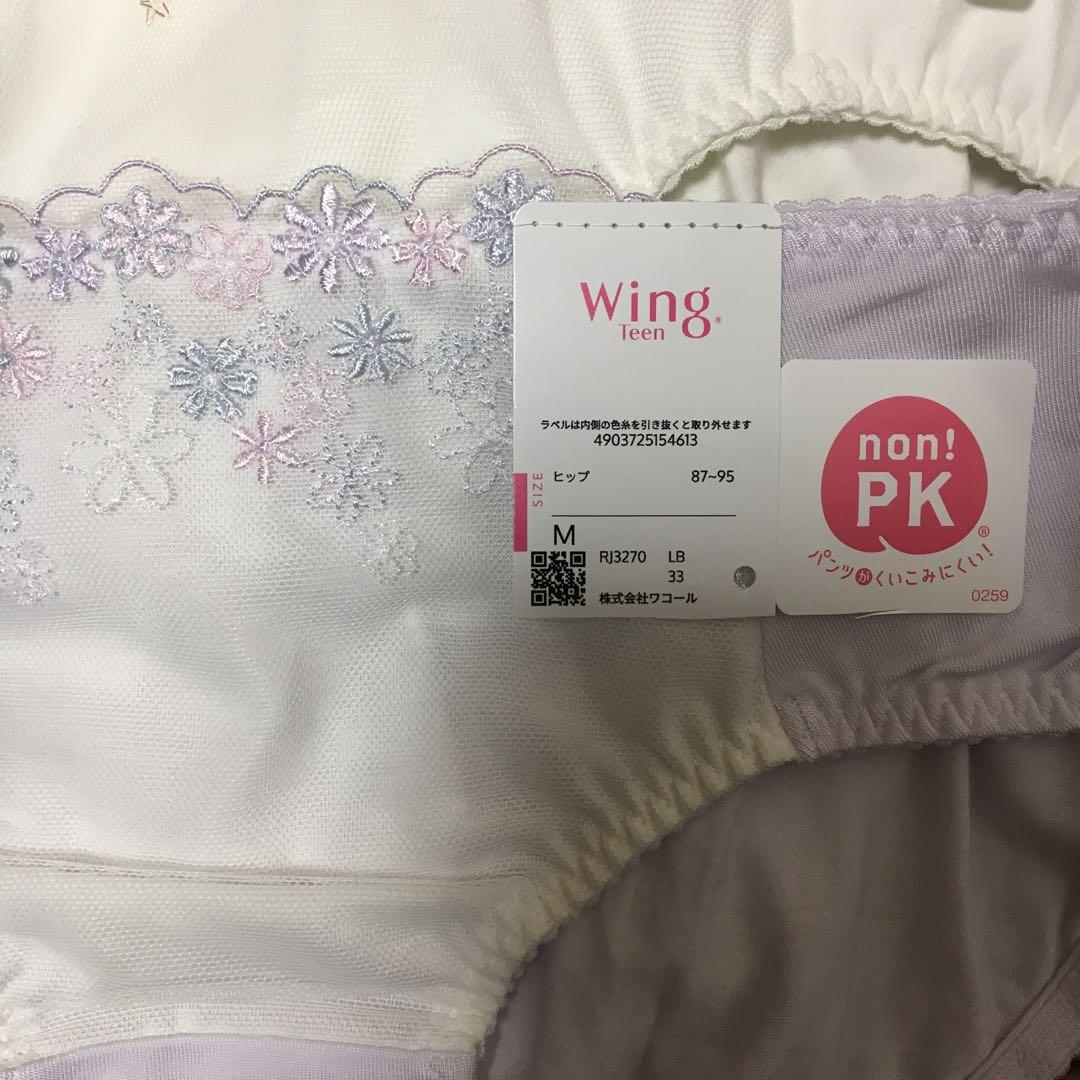 Wing®
Teen
ラベルは内側の色糸を引き抜くと取り外せます
4903725154613
SIZE
ヒップ 87~95
M
RJ3270 LB
33
株式会社ワコール
non!
PK®
パンツがくいこみにくい!
0259